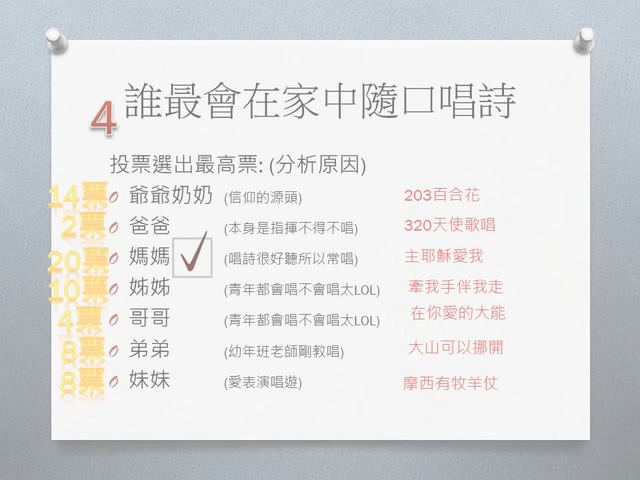 4 誰最會在家中隨口唱詩
投票選出最高票: (分析原因)
14票 爺爺奶奶 (信仰的源頭) 203百合花
2票 爸爸 (本身是指揮不得不唱) 320天使歌唱
20票 媽媽 (唱詩很好聽所以常唱) 主耶穌愛我
10票 姊姊 (青年都會唱不會唱太LOL) 牽我手伴我走
4票 哥哥 (青年都會唱不會唱太LOL) 在你愛的大能
8票 弟弟 (幼年班老師剛教唱) 大山可以挪開
8票 妹妹 (愛表演唱遊) 摩西有牧羊仗